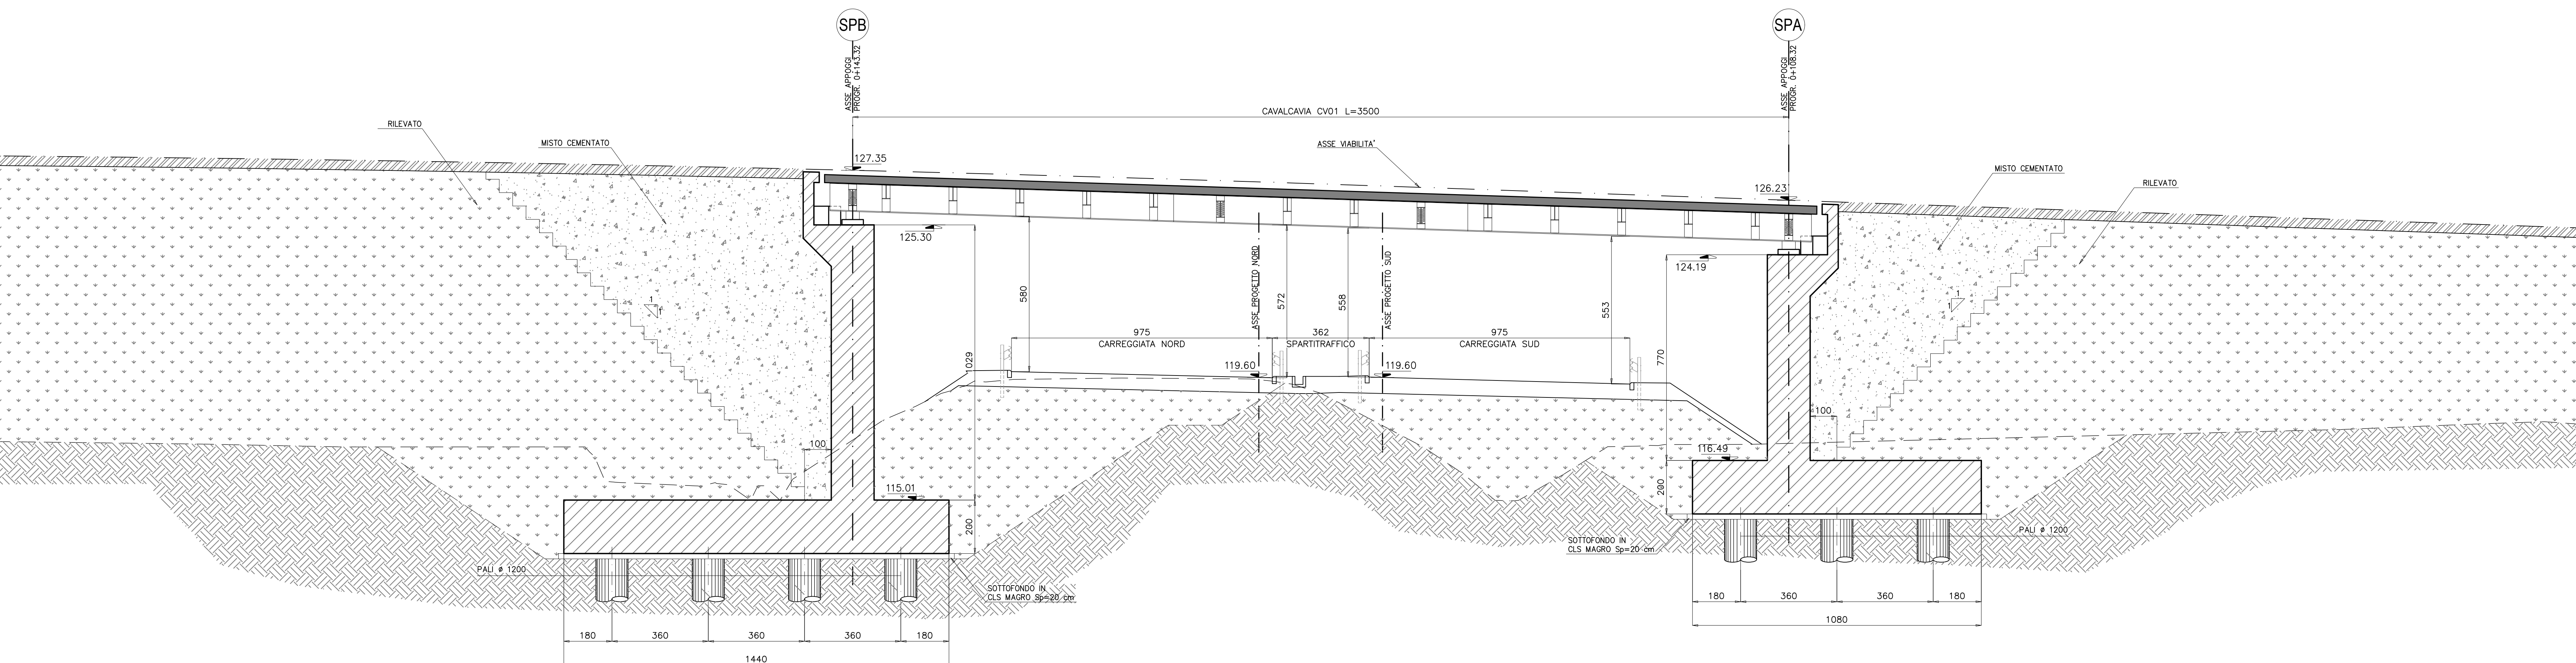 SPB
SPA
ASSE APPOGGI
PROGR. 0+143.32
ASSE APPOGGI
PROGR. 0+108.32
CAVALCAVIA CV01 L=3500
RILEVATO
MISTO CEMENTATO
ASSE VIABILITA'
127.35
126.23
MISTO CEMENTATO
RILEVATO
125.30
124.19
ASSE PROGETTO NORD
ASSE PROGETTO SUD
580
572
558
553
1
1
1
1
975
362
975
CARREGGIATA NORD
SPARTITRAFFICO
CARREGGIATA SUD
1029
770
119.60
119.60
100
100
116.49
115.01
200
200
PALI ø 1200
SOTTOFONDO IN
CLS MAGRO Sp=20 cm
PALI ø 1200
SOTTOFONDO IN
CLS MAGRO Sp=20 cm
180
360
360
180
1080
180
360
360
360
180
1440